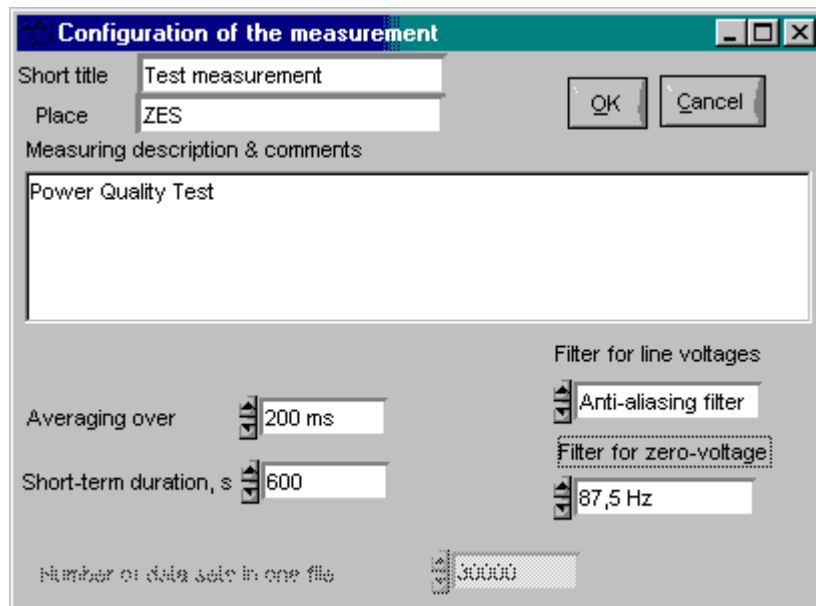 Configuration of the measurement
Short title Test measurement
Place ZES
OK Cancel
Measuring description & comments
Power Quality Test
Filter for line voltages
Averaging over 200 ms Anti-aliasing filter
Filter for zero-voltage
Short-term duration, s 600 87,5 Hz
Number of data sets in one file 30000